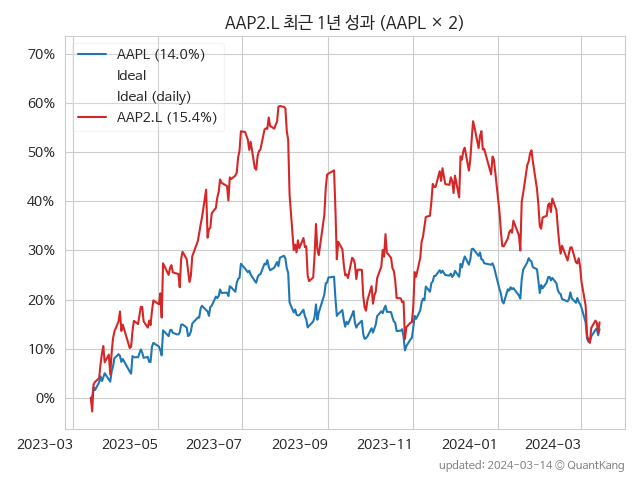 AAP2.L 최근 1년 성과 (AAPL × 2)
AAPL (14.0%)
Ideal
Ideal (daily)
AAP2.L (15.4%)
70%
60%
50%
40%
30%
20%
10%
0%
2023-03
2023-05
2023-07
2023-09
2023-11
2024-01
2024-03
updated: 2024-03-14 © QuantKang